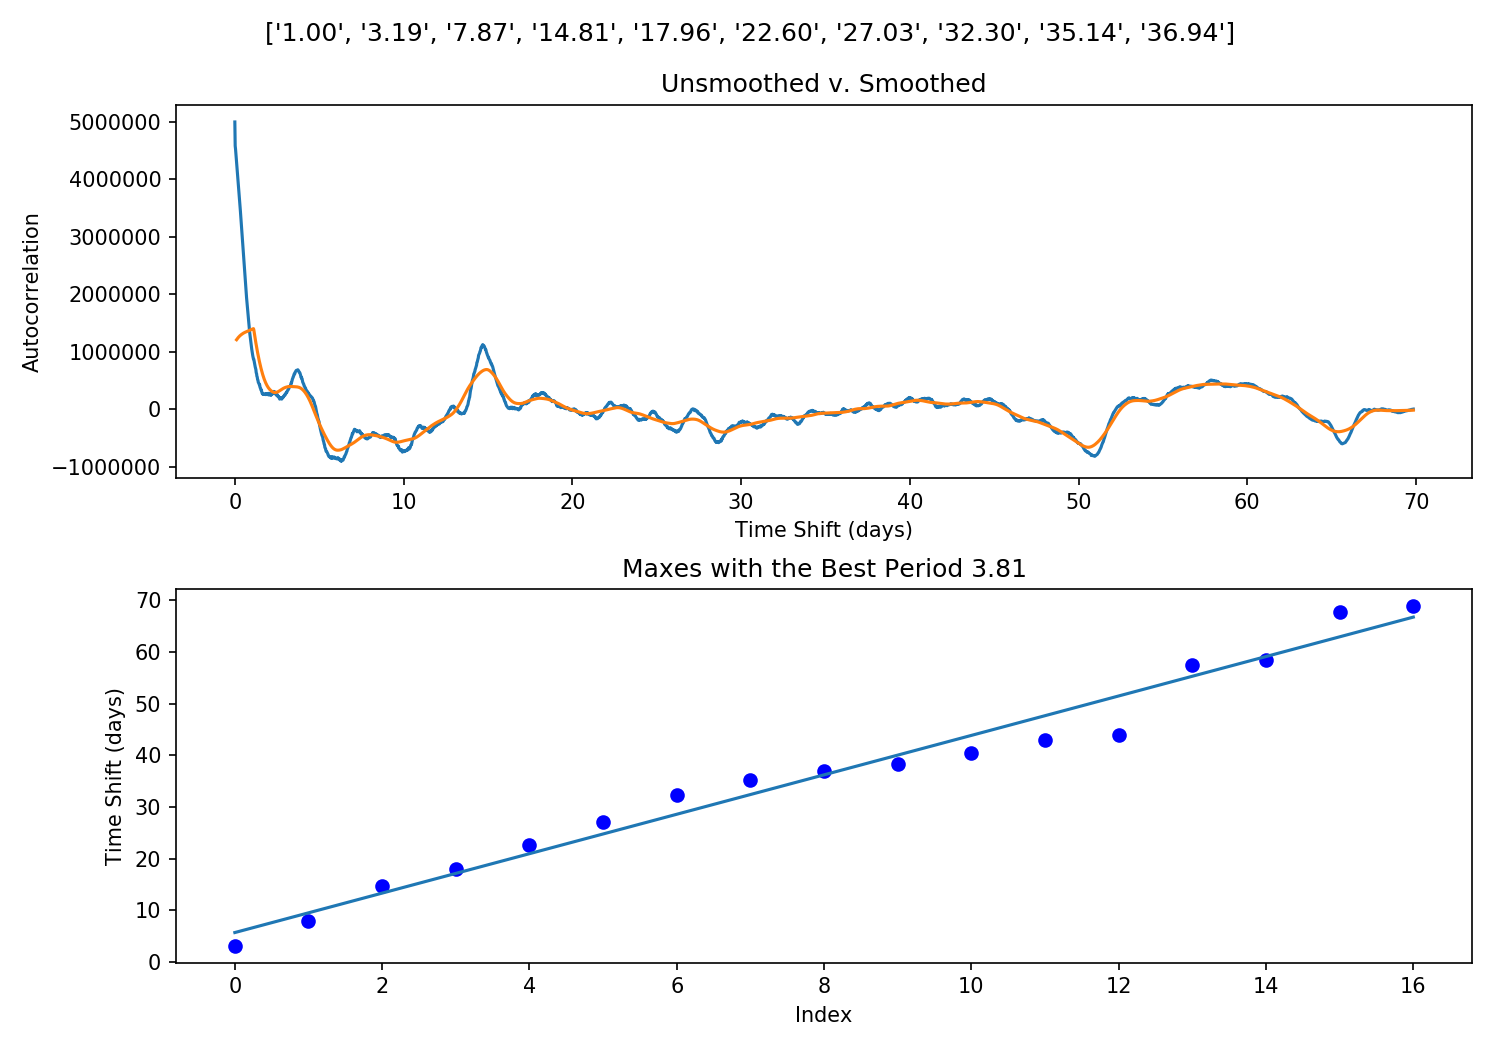 ['1.00', '3.19', '7.87', '14.81', '17.96', '22.60', '27.03', '32.30', '35.14', '36.94']
Unsmoothed v. Smoothed
5000000
4000000
3000000
2000000
1000000
0
−1000000
Autocorrelation
0 10 20 30 40 50 60 70
Time Shift (days)
Maxes with the Best Period 3.81
70
60
50
40
30
20
10
0
Time Shift (days)
0 2 4 6 8 10 12 14 16
Index